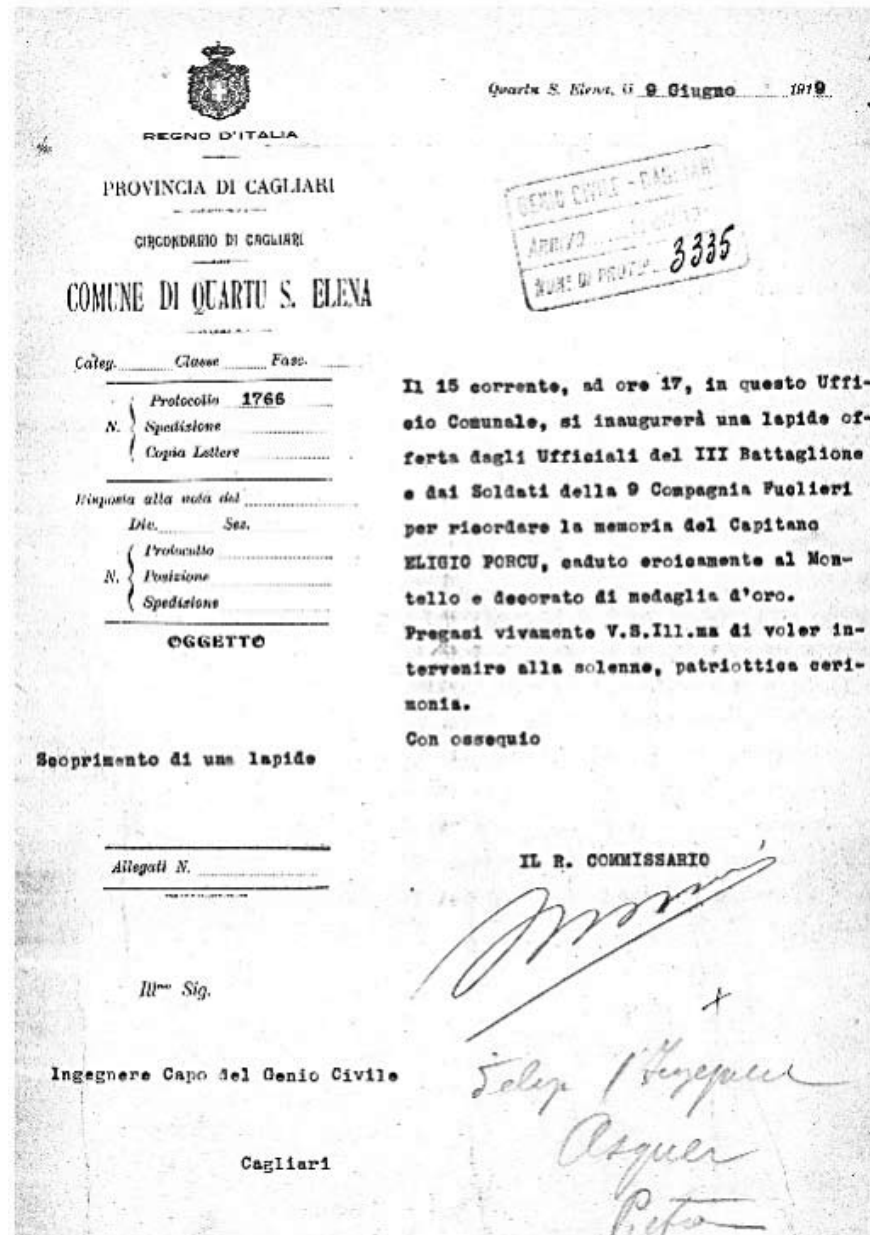 REGNO D'ITALIA
PROVINCIA DI CAGLIARI
CIRCONDARIO DI CAGLIARI
COMUNE DI QUARTU S. ELENA
Categ. Classe Fasc.
N.
Protocollo 1766
Spedizione
Copia Lettere
Risposta alla nota del
Div. Sez.
N.
Protocollo
Posizione
Spedizione
OGGETTO
Scoprimento di una lapide
Allegati N.
Ill<sup>mo</sup> Sig.
Ingegnere Capo del Genio Civile
Cagliari
Quartu S. Elena, li 9 Giugno 1919
GENIO CIVILE - CAGLIARI
ARRIVO
NUM. DI PROT. 3335
Il 15 corrente, ad ore 17, in questo Uffi-
cio Comunale, si inaugurerà una lapide of-
ferta dagli Ufficiali del III Battaglione
e dai Soldati della 9 Compagnia Fucilieri
per ricordare la memoria del Capitano
ELIGIO PORCU, caduto eroicamente al Mon-
tello e decorato di medaglia d'oro.
Pregasi vivamente V.S.Ill.ma di voler in-
tervenire alla solenne, patriottica ceri-
monia.
Con ossequio
IL R. COMMISSARIO
Asquer